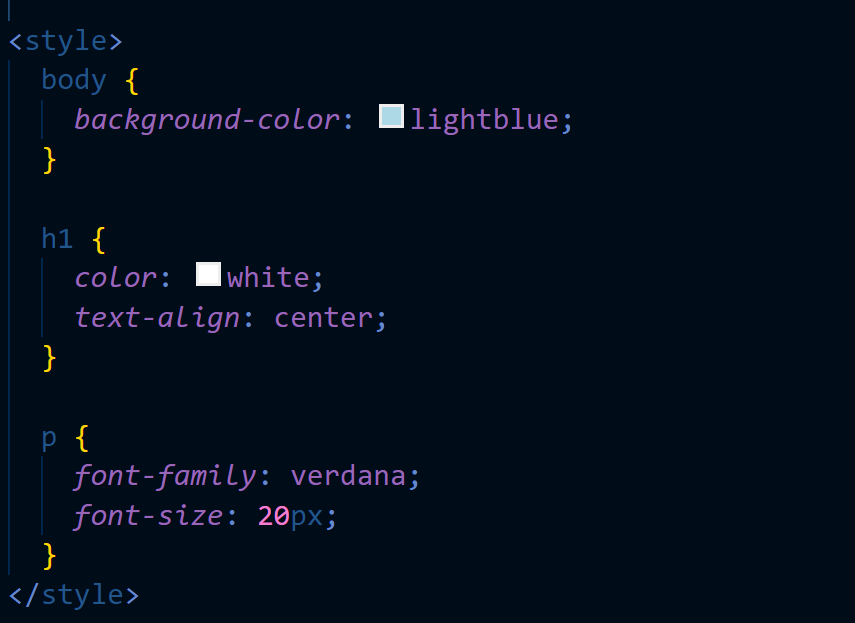 <style>
body {
background-color: lightblue;
}
h1 {
color: white;
text-align: center;
}
p {
font-family: verdana;
font-size: 20px;
}
</style>